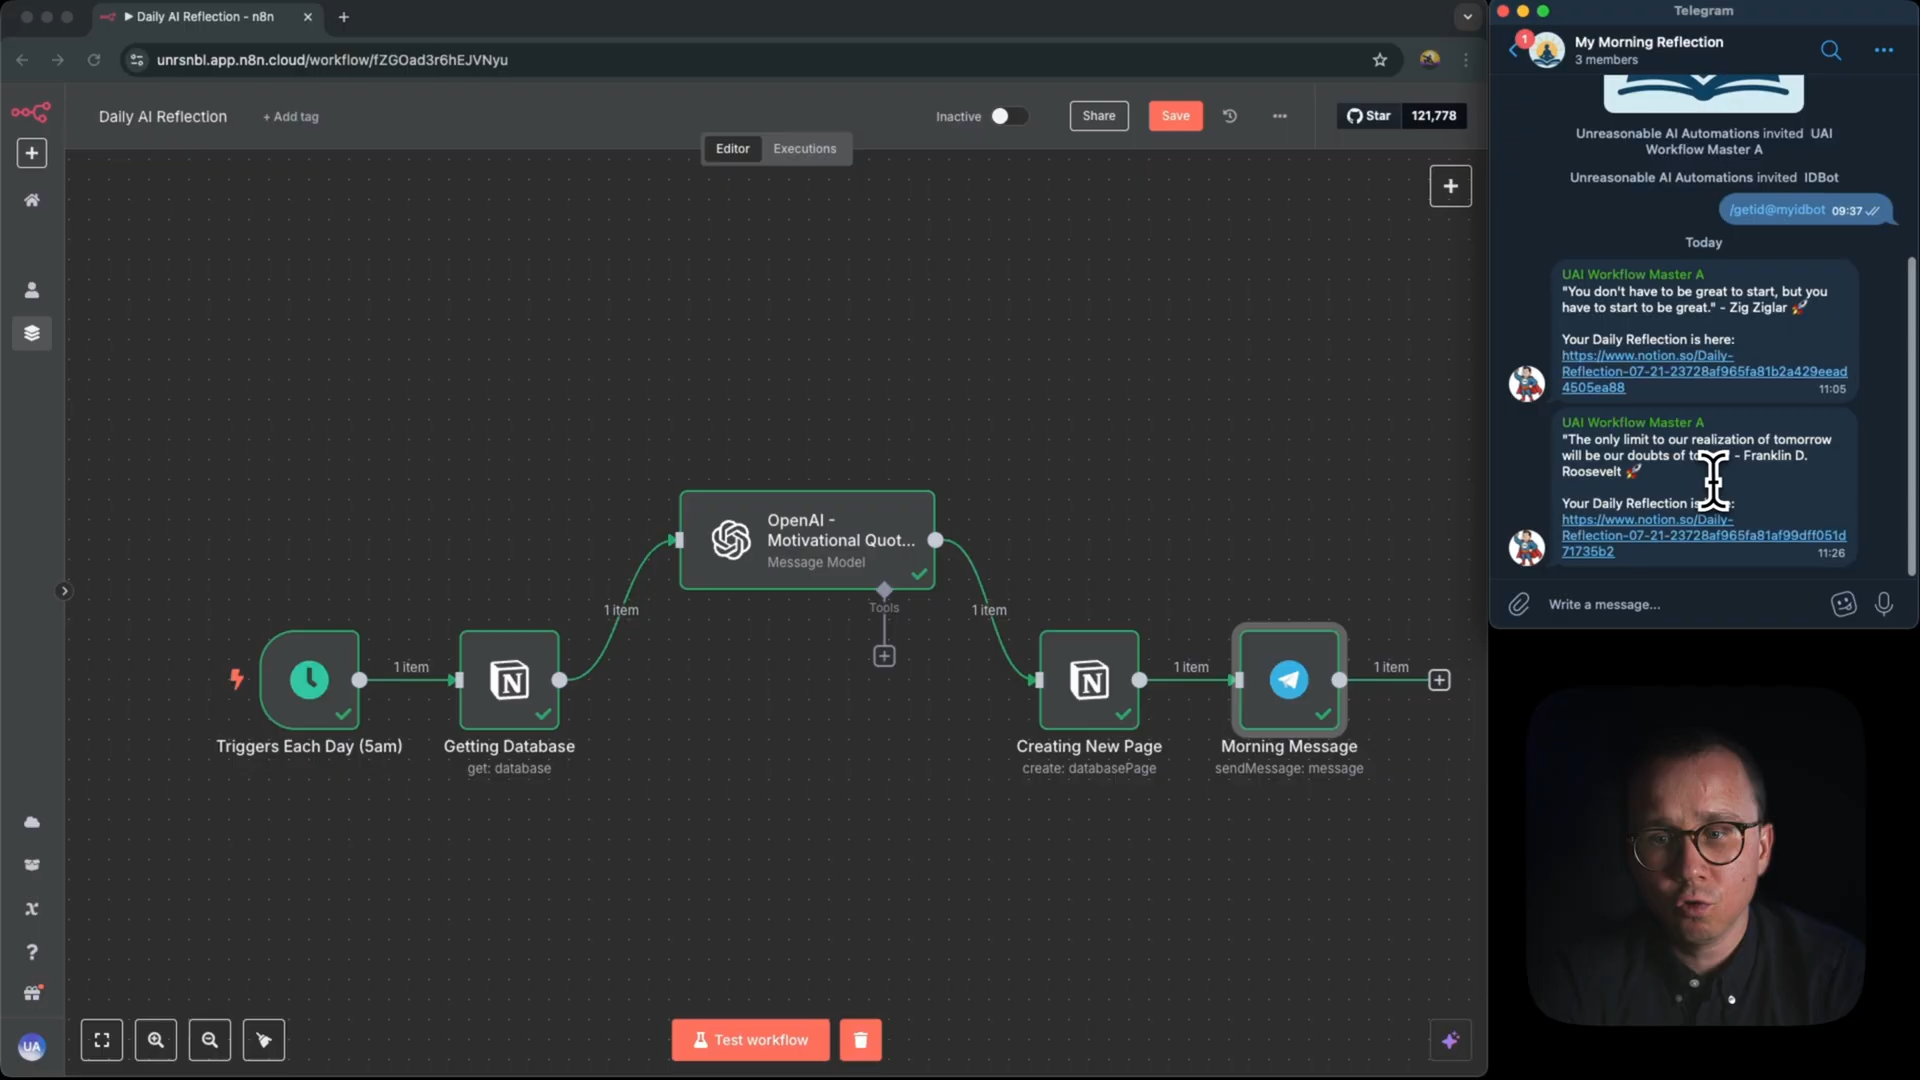 Daily AI Reflection - n8n
unrsnbl.app.n8n.cloud/workflow/fZGOad3r6hEJVNyu
Daily AI Reflection
+ Add tag
Inactive
Share
Save
Star
121,778
Editor
Executions
OpenAI -
Motivational Quot...
Message Model
Tools
1 item
1 item
1 item
1 item
1 item
Triggers Each Day (5am)
Getting Database
get: database
Creating New Page
create: databasePage
Morning Message
sendMessage: message
UA
Test workflow
Telegram
1
My Morning Reflection
3 members
Unreasonable AI Automations invited UAI
Workflow Master A
Unreasonable AI Automations invited IDBot
/getid@myidbot 09:37
Today
UAI Workflow Master A
"You don't have to be great to start, but you
have to start to be great." - Zig Ziglar 🚀
Your Daily Reflection is here:
https://www.notion.so/Daily-
Reflection-07-21-23728af965fa81b2a429eead
4505ea88
11:05
UAI Workflow Master A
"The only limit to our realization of tomorrow
will be our doubts of - Franklin D.
Roosevelt 🚀
Your Daily Reflection is
https://www.notion.so/Daily-
Reflection-07-21-23728af965fa81af99dff051d
71735b2
11:26
Write a message...